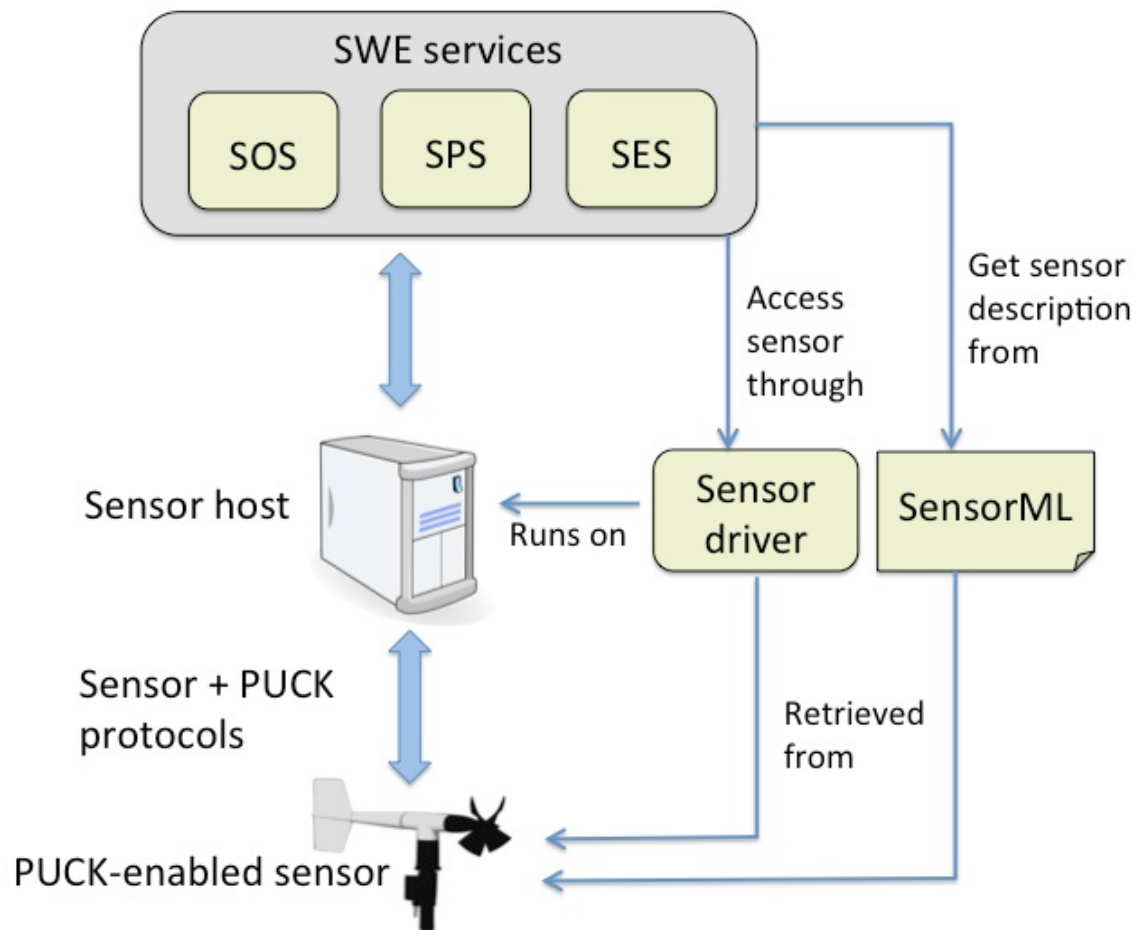 SWE services
SOS
SPS
SES
Access
sensor
through
Get sensor
description
from
Sensor host
Runs on
Sensor
driver
SensorML
Sensor + PUCK
protocols
Retrieved
from
PUCK-enabled sensor